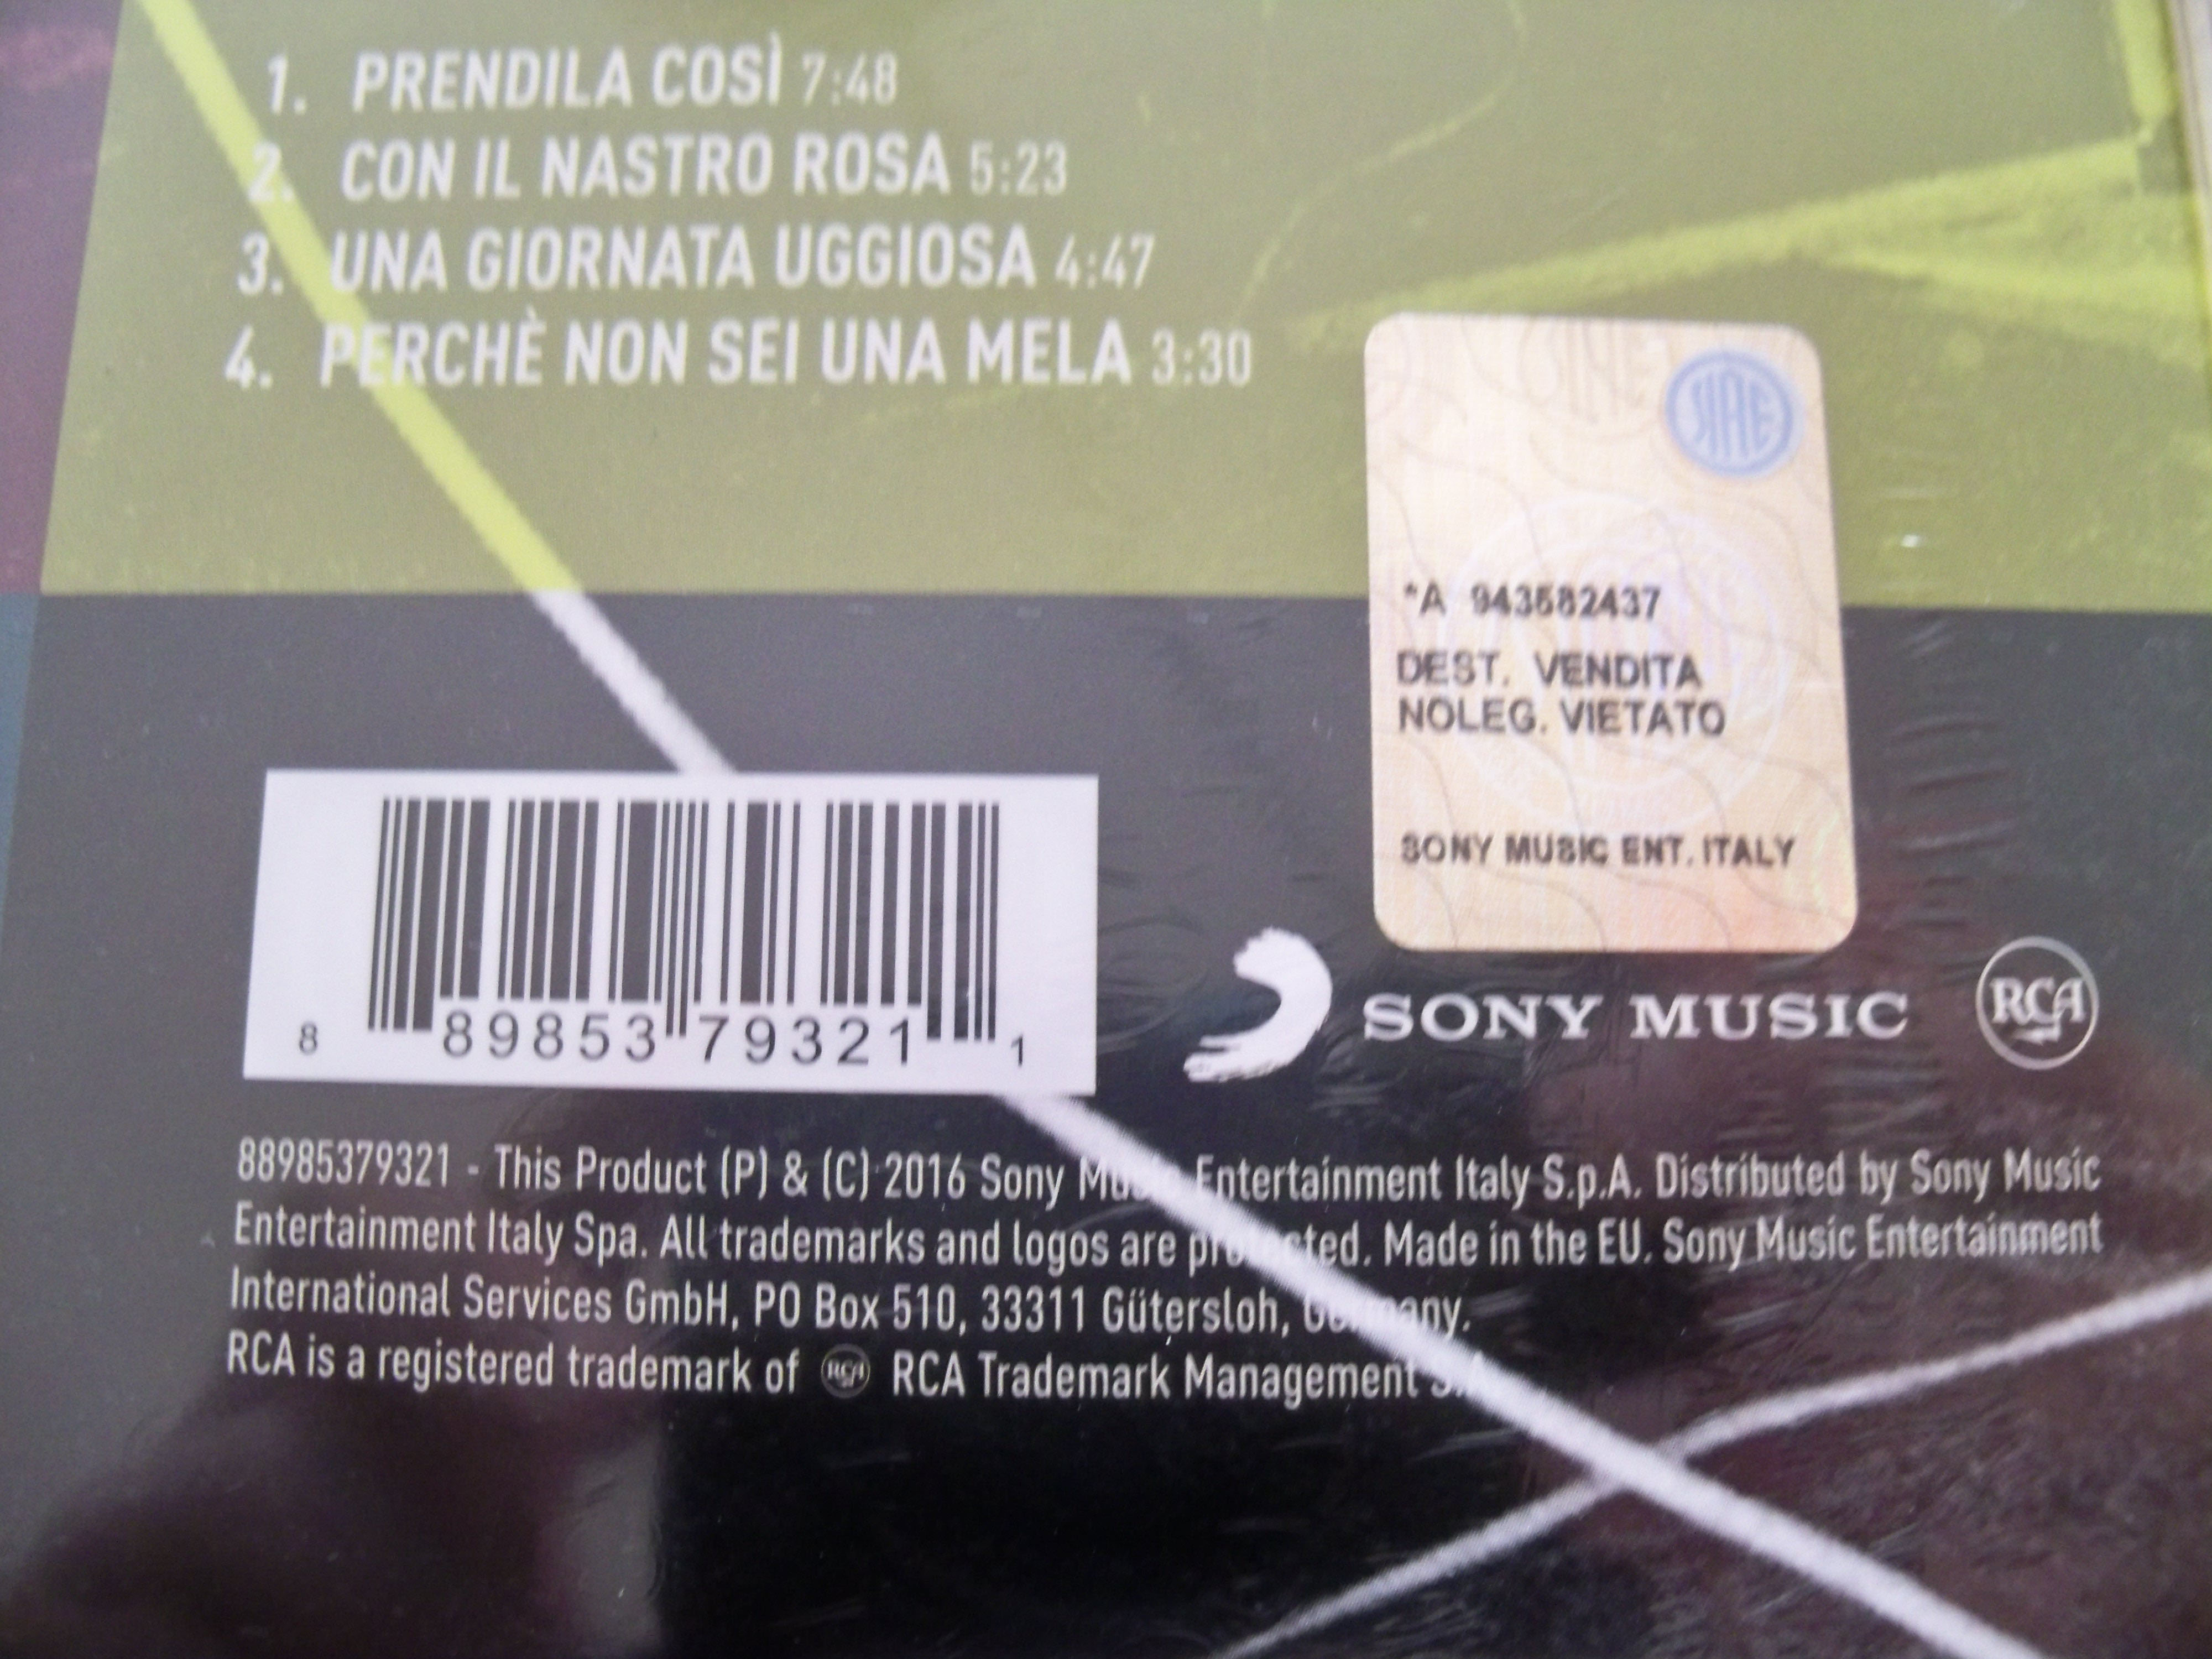 1. PRENDILA COSÌ 7:48
2. CON IL NASTRO ROSA 5:23
3. UNA GIORNATA UGGIOSA 4:47
4. PERCHÈ NON SEI UNA MELA 3:30
SIAE
*A 943582437
DEST. VENDITA
NOLEG. VIETATO
SONY MUSIC ENT. ITALY
8 89853 79321 1
SONY MUSIC
RCA
88985379321 - This Product (P) & (C) 2016 Sony Music Entertainment Italy S.p.A. Distributed by Sony Music
Entertainment Italy Spa. All trademarks and logos are protected. Made in the EU. Sony Music Entertainment
International Services GmbH, PO Box 510, 33311 Gütersloh, Germany.
RCA is a registered trademark of RCA RCA Trademark Management S.A.